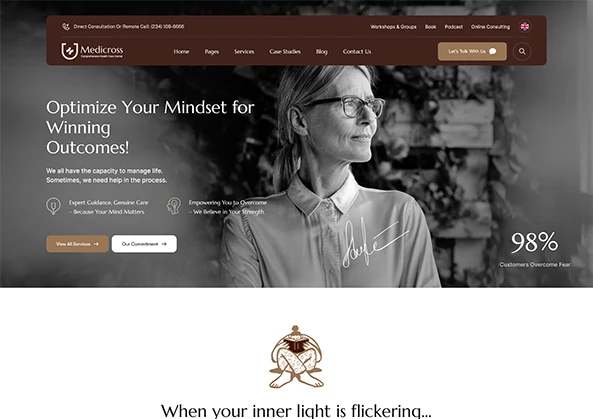 Direct Consultation Or Remote Call: (234) 109-6666
Workshops & Groups Book Podcast Online Consulting
Medicross
Comprehensive Health Care Center
Home Pages Services Case Studies Blog Contact Us
Let's Talk With Us
Optimize Your Mindset for
Winning
Outcomes!
We all have the capacity to manage life.
Sometimes, we need help in the process.
Expert Guidance, Genuine Care
– Because Your Mind Matters.
Empowering You to Overcome
– We Believe in Your Strength.
View All Services
Our Commitment
98%
Customers Overcome Fear
When your inner light is flickering...